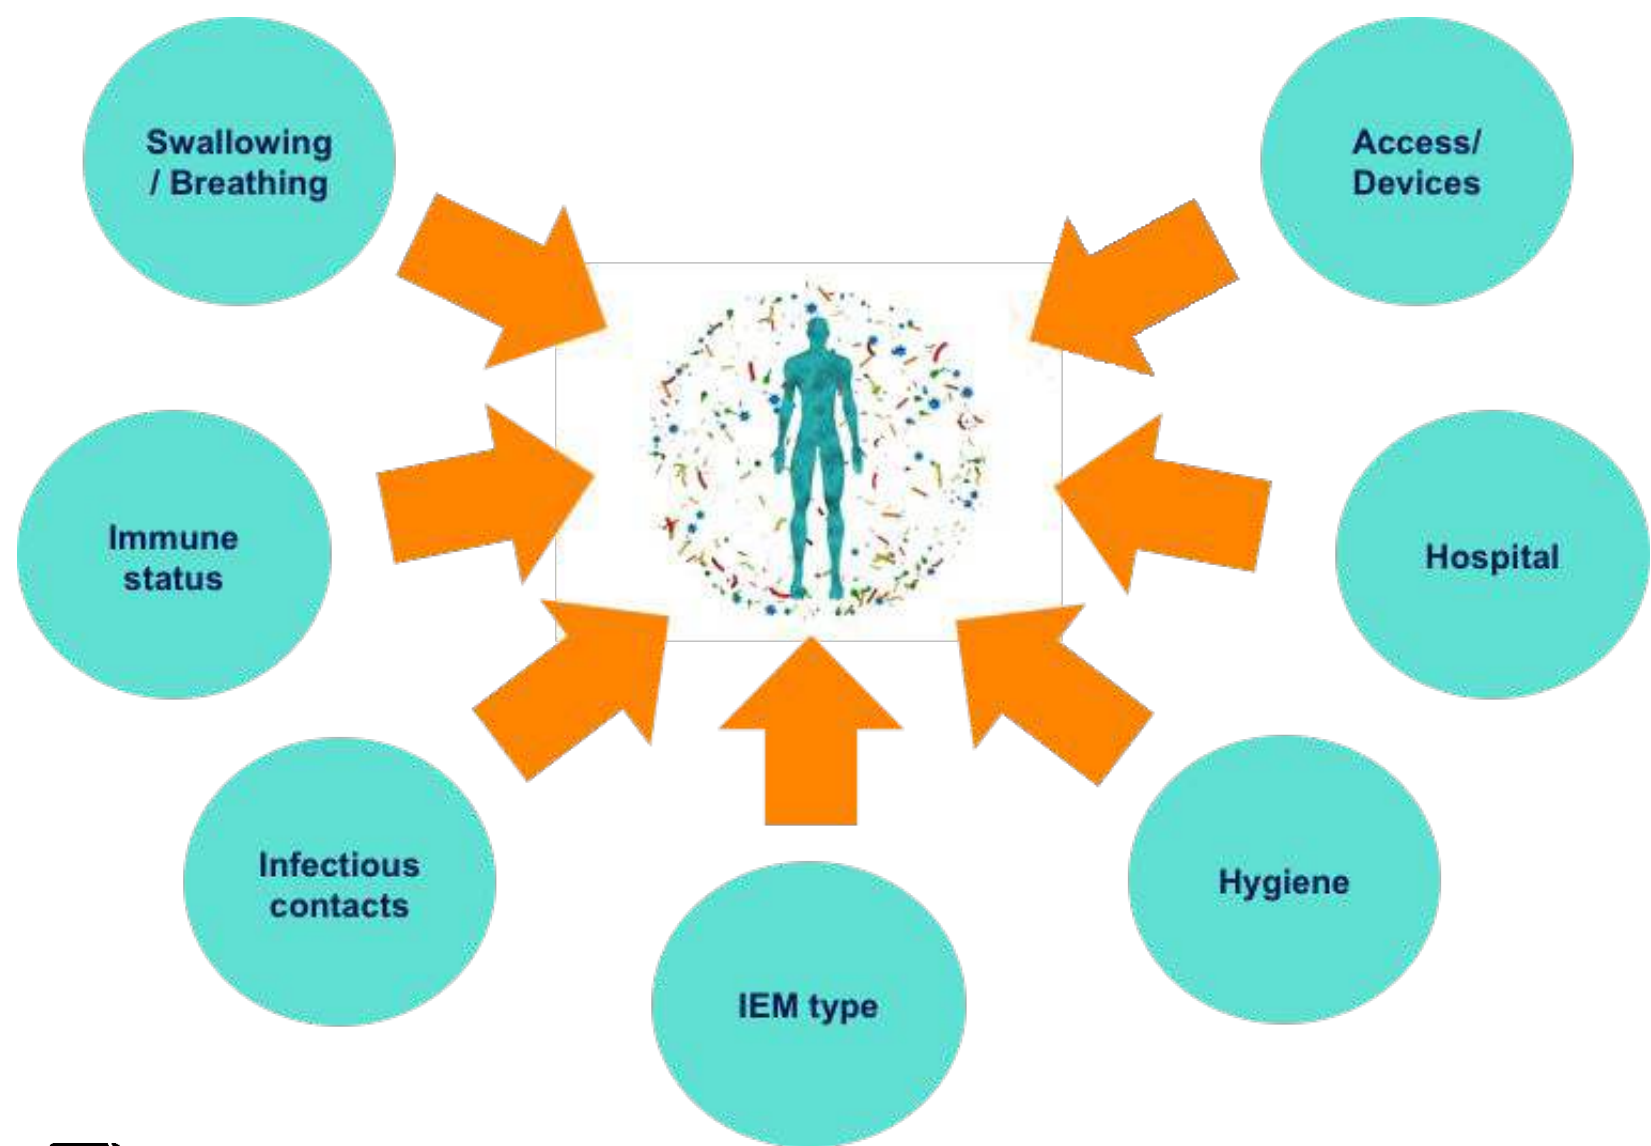 Swallowing
/ Breathing
Access/
Devices
Immune
status
Hospital
Infectious
contacts
Hygiene
IEM type